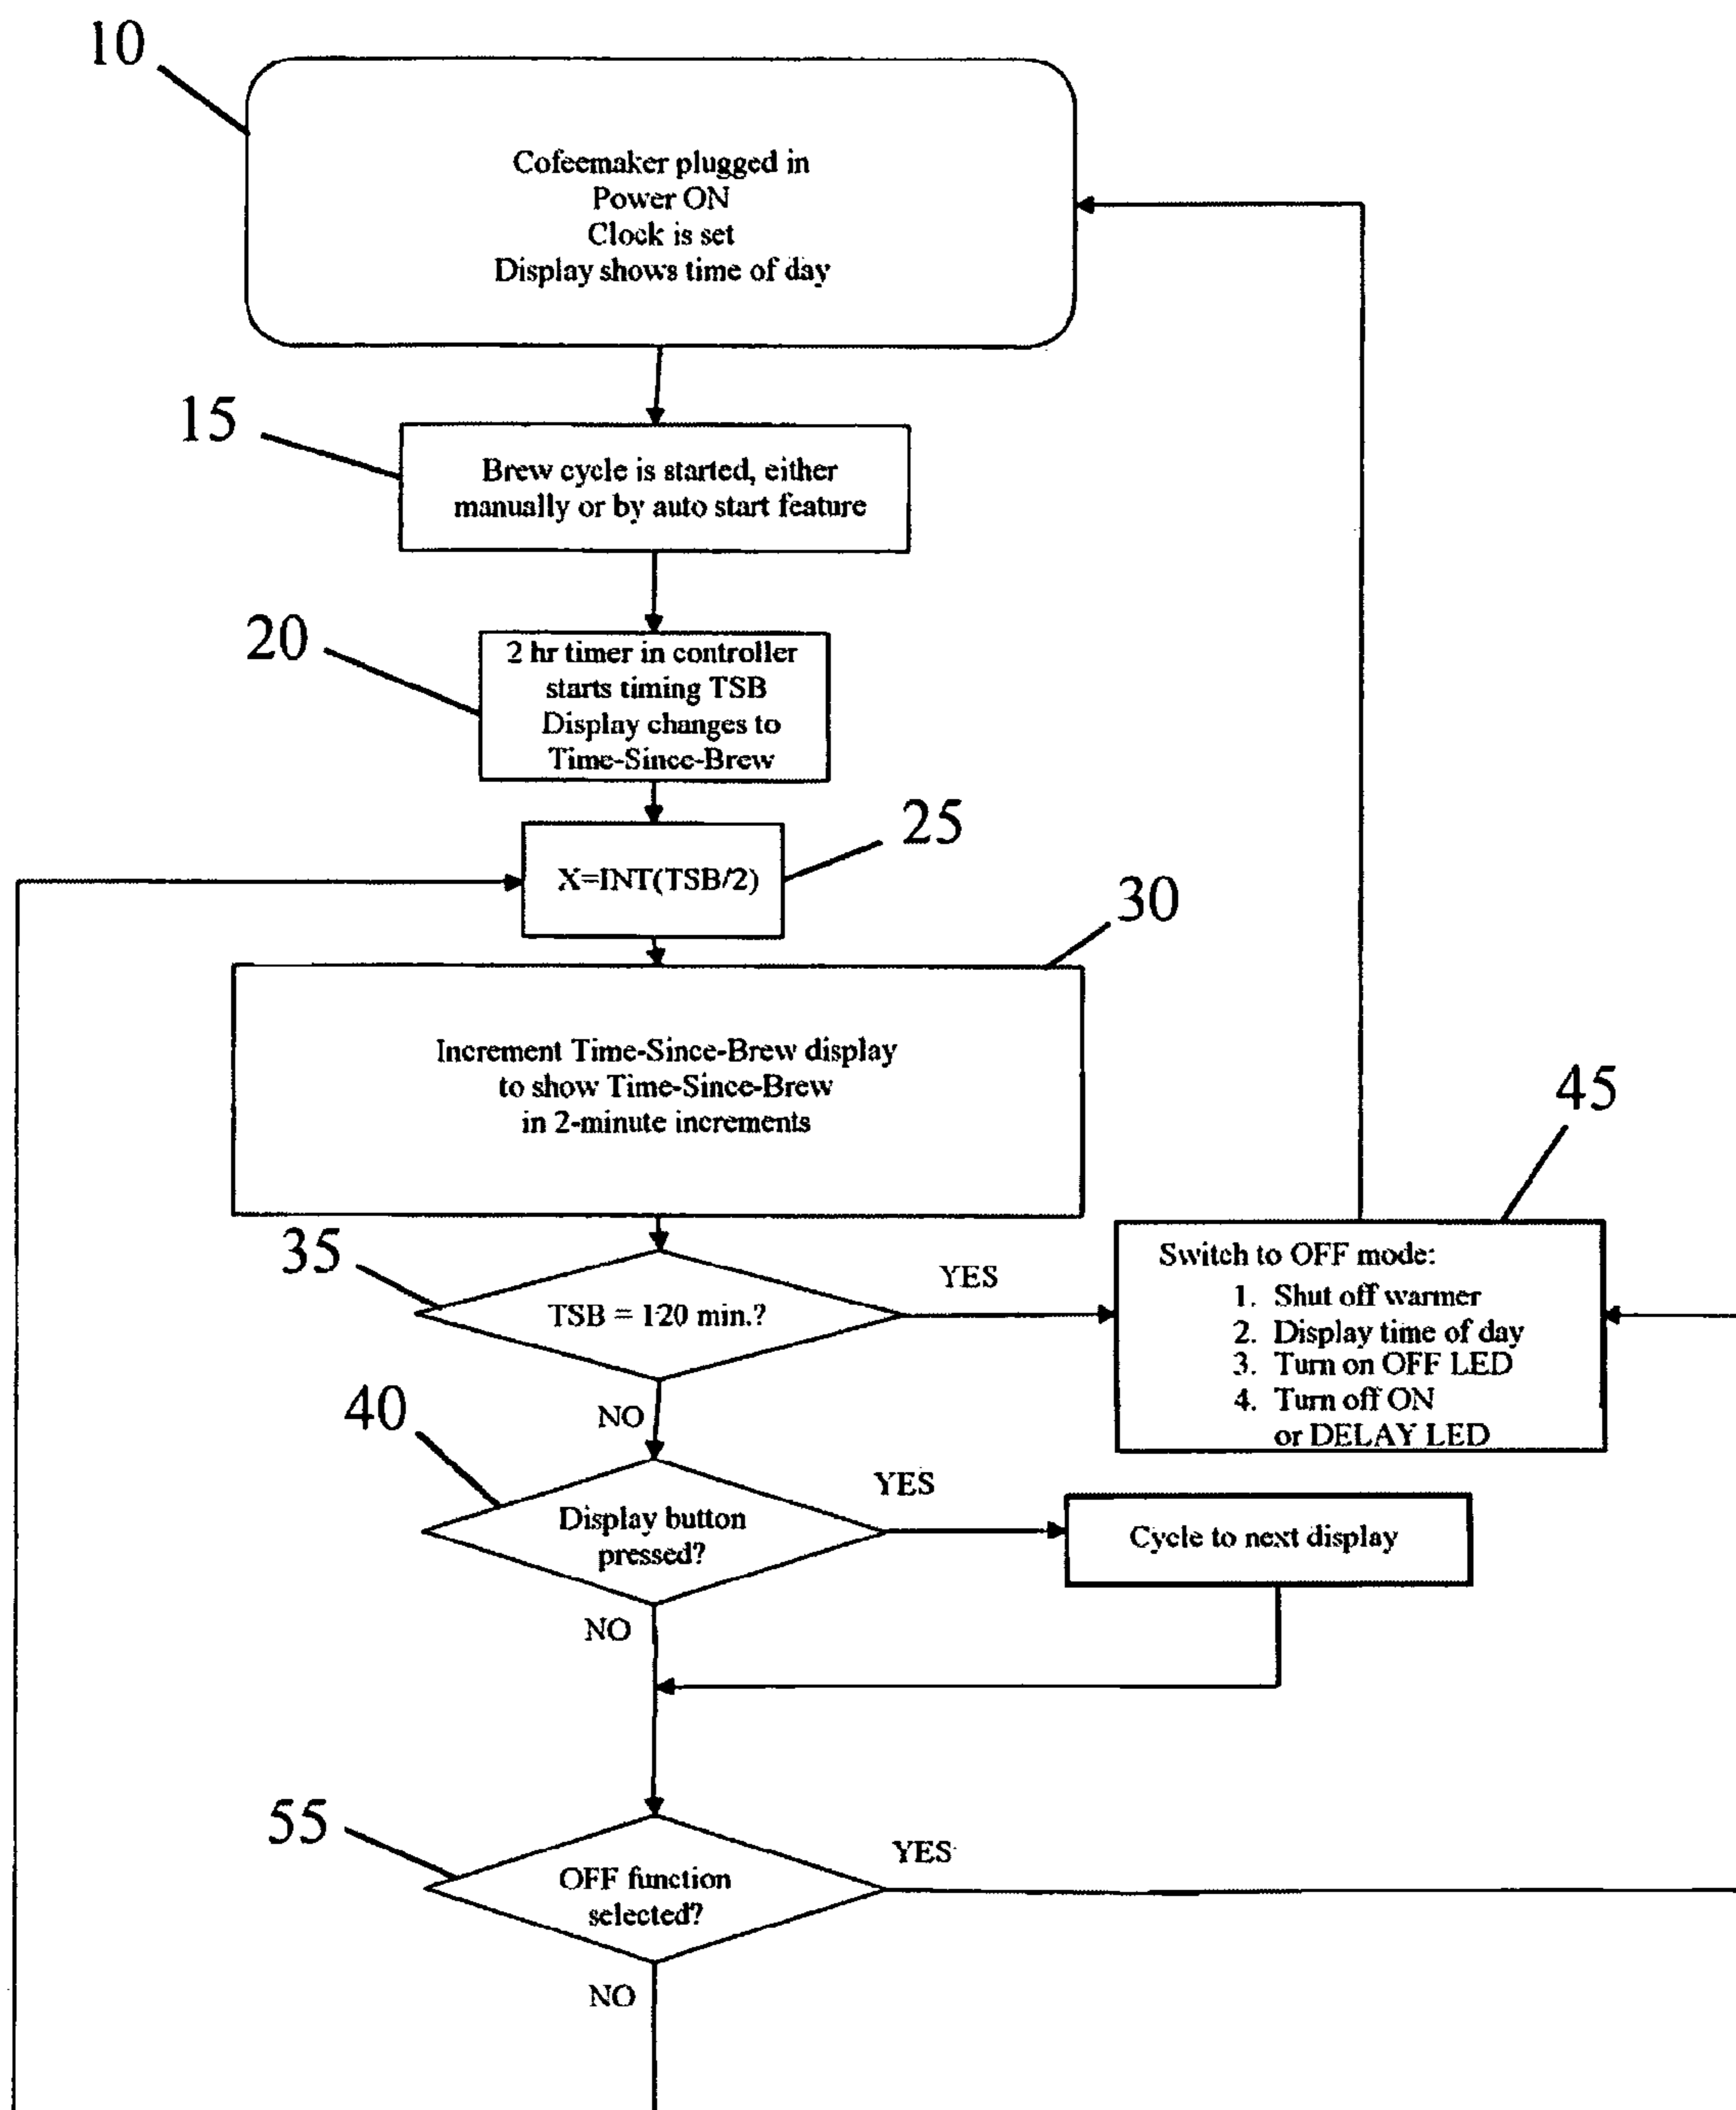 10
Cofeemaker plugged in
Power ON
Clock is set
Display shows time of day
15
Brew cycle is started, either
manually or by auto start feature
20
2 hr timer in controller
starts timing TSB
Display changes to
Time-Since-Brew
25
X=INT(TSB/2)
30
Increment Time-Since-Brew display
to show Time-Since-Brew
in 2-minute increments
35
TSB = 120 min.?
YES
NO
45
Switch to OFF mode:
1. Shut off warmer
2. Display time of day
3. Turn on OFF LED
4. Turn off ON
or DELAY LED
40
Display button
pressed?
YES
NO
Cycle to next display
55
OFF function
selected?
YES
NO